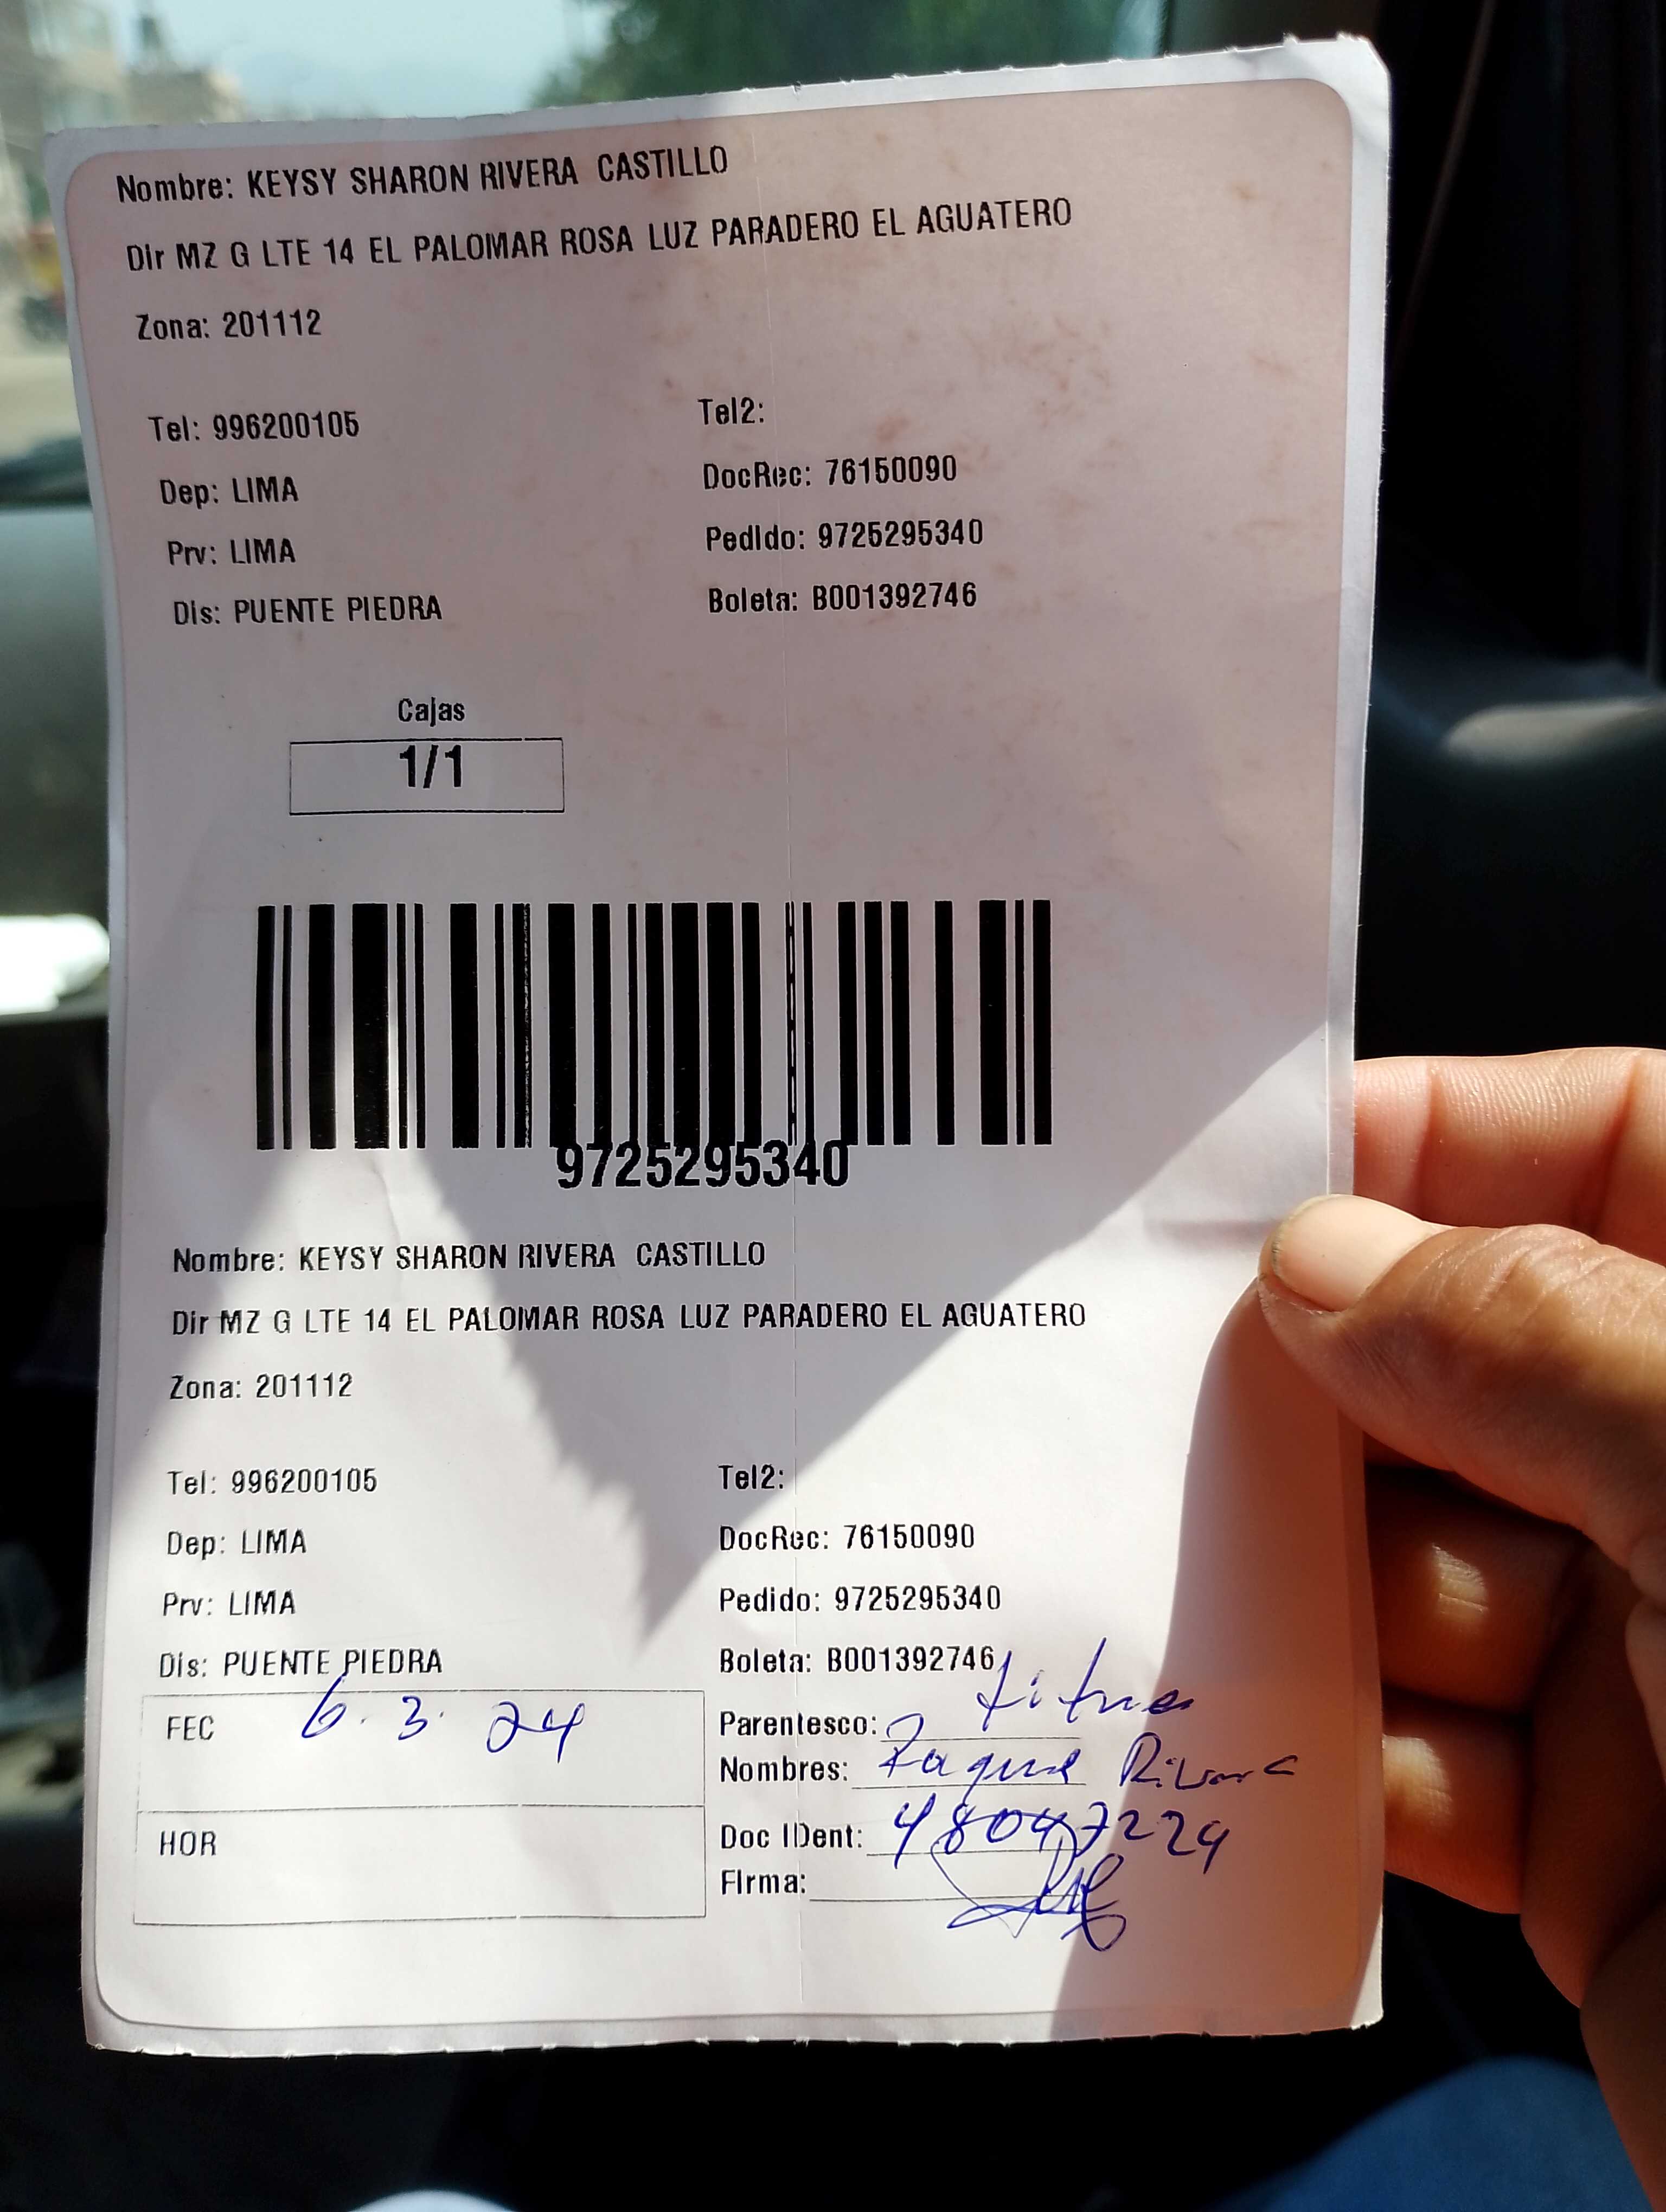 Nombre: KEYSY SHARON RIVERA CASTILLO
Dir MZ G LTE 14 EL PALOMAR ROSA LUZ PARADERO EL AGUATERO
Zona: 201112
Tel: 996200105 Tel2:
Dep: LIMA DocRec: 76150090
Prv: LIMA Pedido: 9725295340
Dis: PUENTE PIEDRA Boleta: B001392746
Cajas
1/1
9725295340
Nombre: KEYSY SHARON RIVERA CASTILLO
Dir MZ G LTE 14 EL PALOMAR ROSA LUZ PARADERO EL AGUATERO
Zona: 201112
Tel: 996200105 Tel2:
Dep: LIMA DocRec: 76150090
Prv: LIMA Pedido: 9725295340
Dis: PUENTE PIEDRA Boleta: B001392746
FEC 6.3.24 Parentesco:
Nombres: Rivera
HOR Doc IDent: 48047229
Firma: